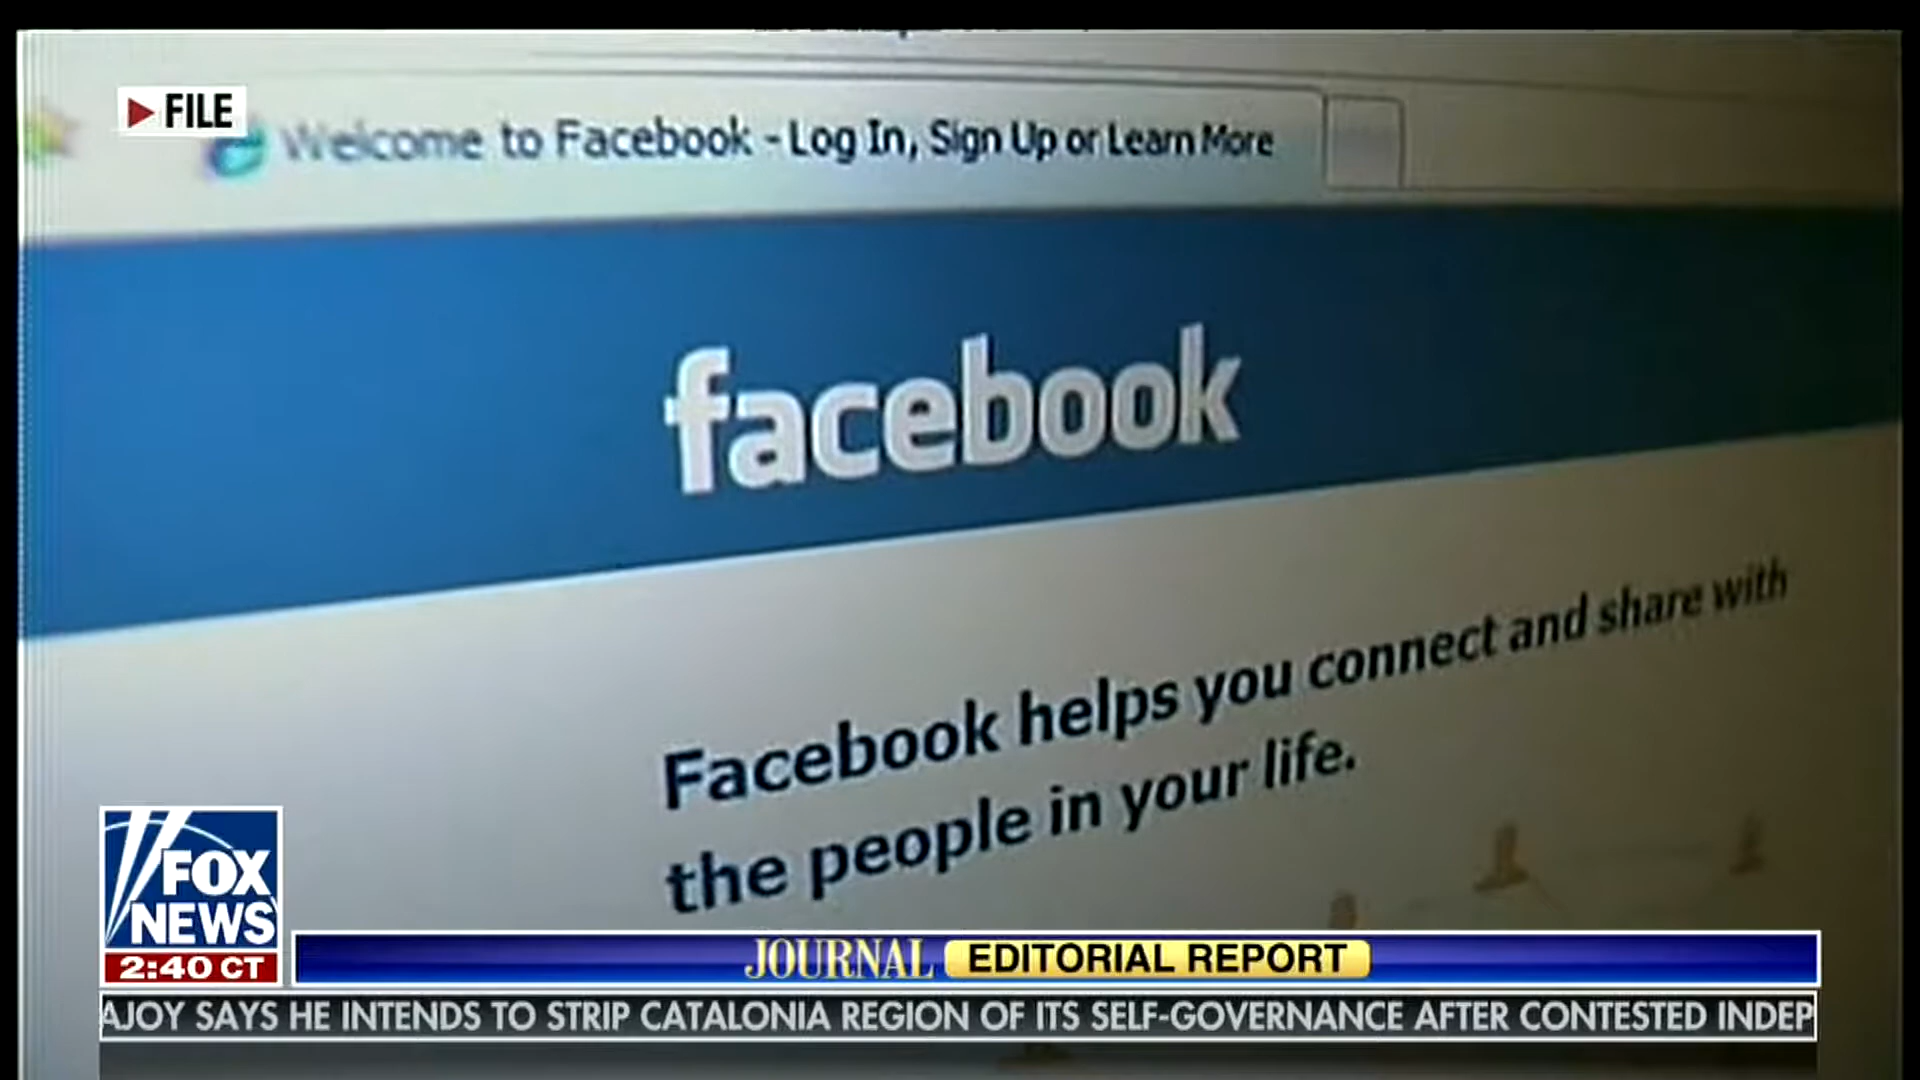 FILE
Welcome to Facebook - Log In, Sign Up or Learn More
facebook
Facebook helps you connect and share with
the people in your life.
FOX
NEWS
2:40 CT
JOURNAL EDITORIAL REPORT
AJOY SAYS HE INTENDS TO STRIP CATALONIA REGION OF ITS SELF-GOVERNANCE AFTER CONTESTED INDEP